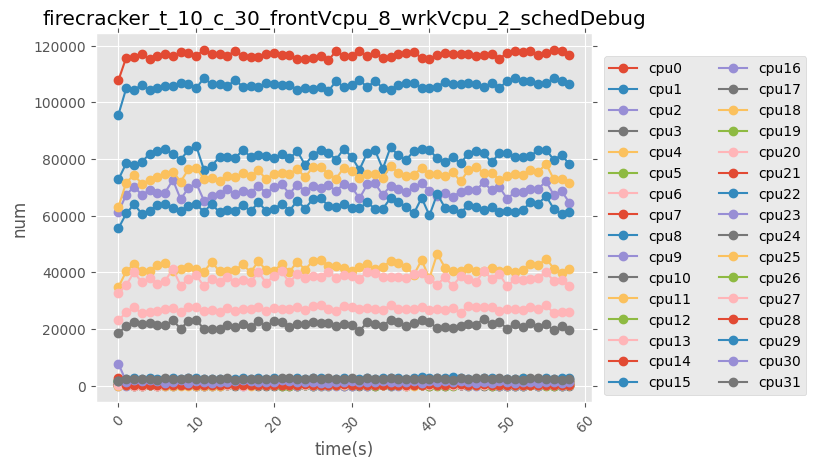 firecracker_t_10_c_30_frontVcpu_8_wrkVcpu_2_schedDebug
120000
100000
80000
60000
40000
20000
0
num
0
10
20
30
40
50
60
time(s)
cpu0
cpu1
cpu2
cpu3
cpu4
cpu5
cpu6
cpu7
cpu8
cpu9
cpu10
cpu11
cpu12
cpu13
cpu14
cpu15
cpu16
cpu17
cpu18
cpu19
cpu20
cpu21
cpu22
cpu23
cpu24
cpu25
cpu26
cpu27
cpu28
cpu29
cpu30
cpu31